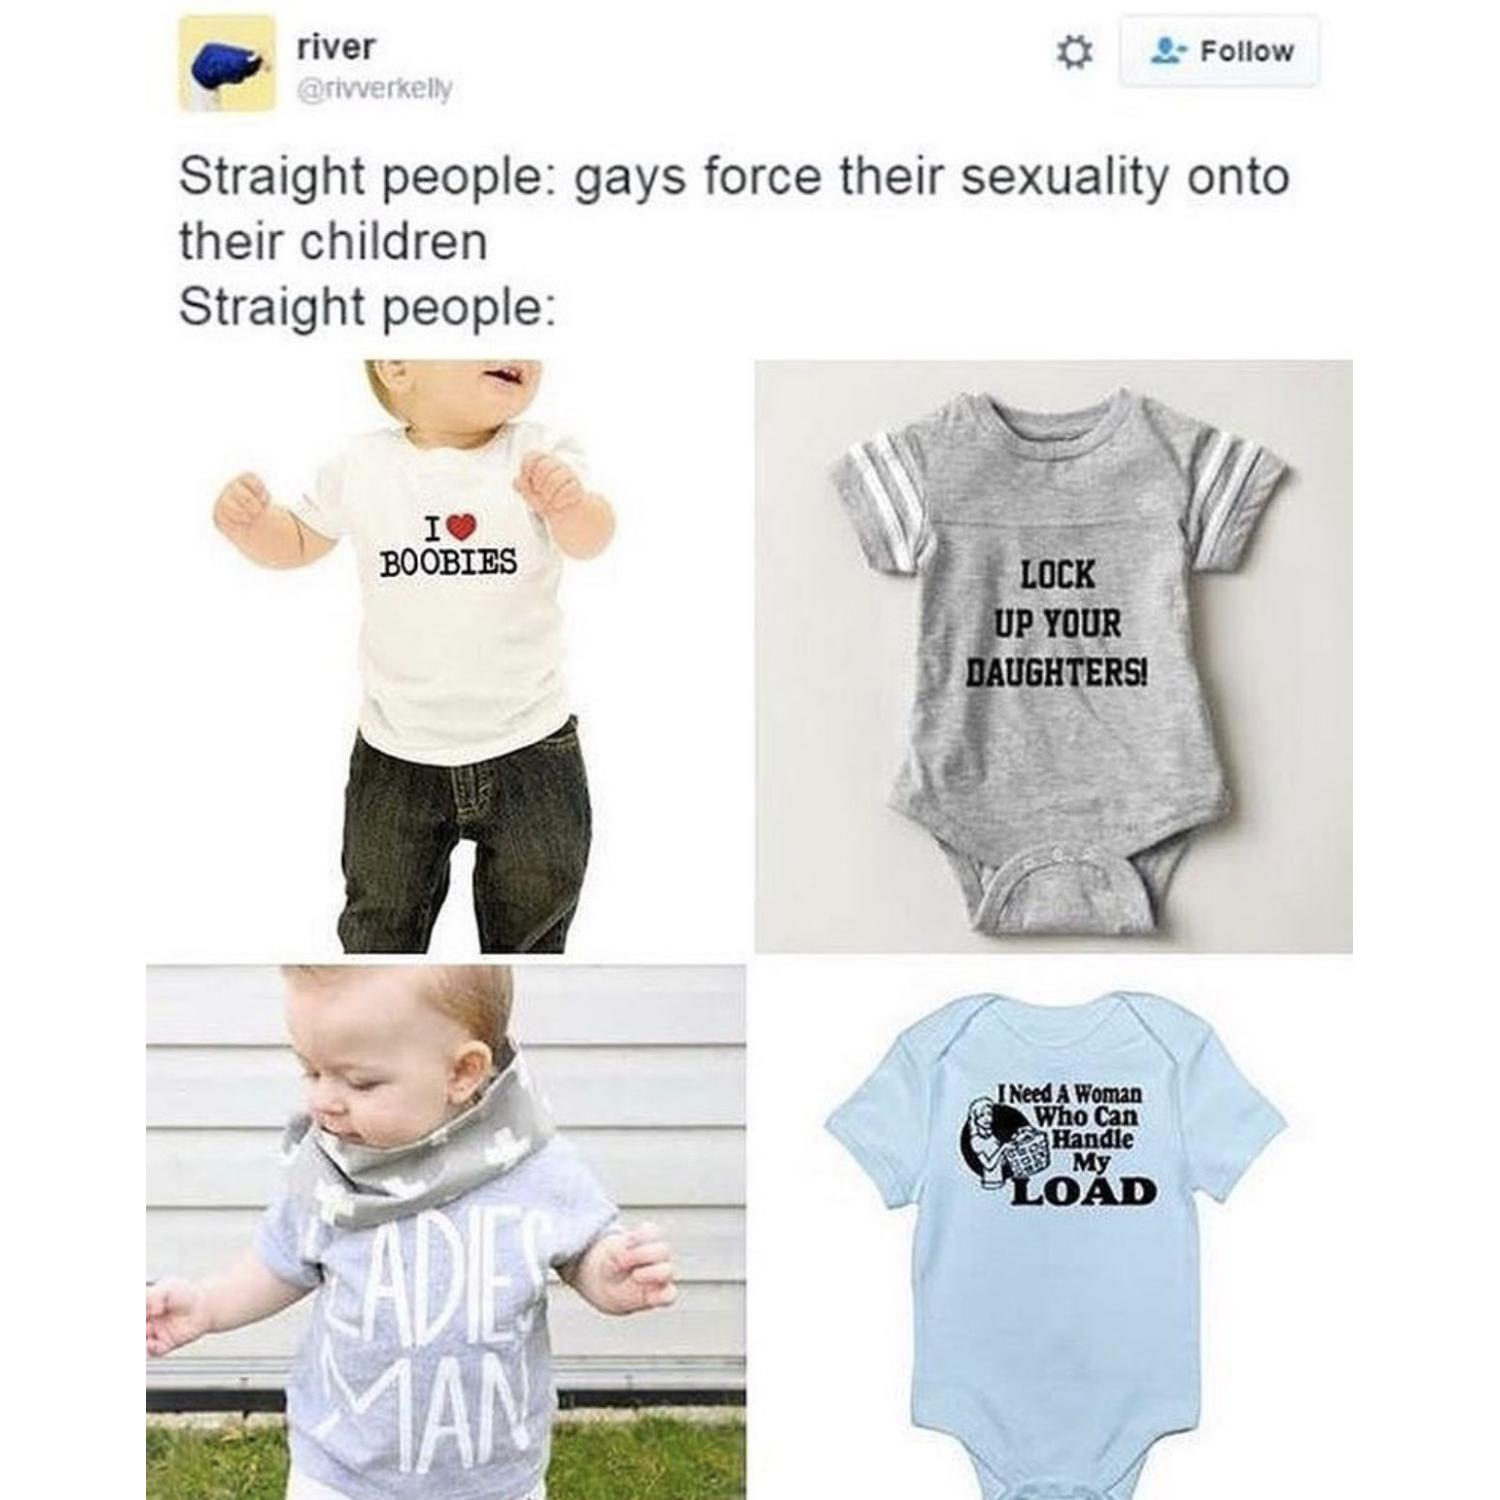 river
@rivverkelly
Follow
Straight people: gays force their sexuality onto
their children
Straight people:
I ❤
BOOBIES
LOCK
UP YOUR
DAUGHTERS!
LADIES
MAN
I Need A Woman
Who Can
Handle
My
LOAD